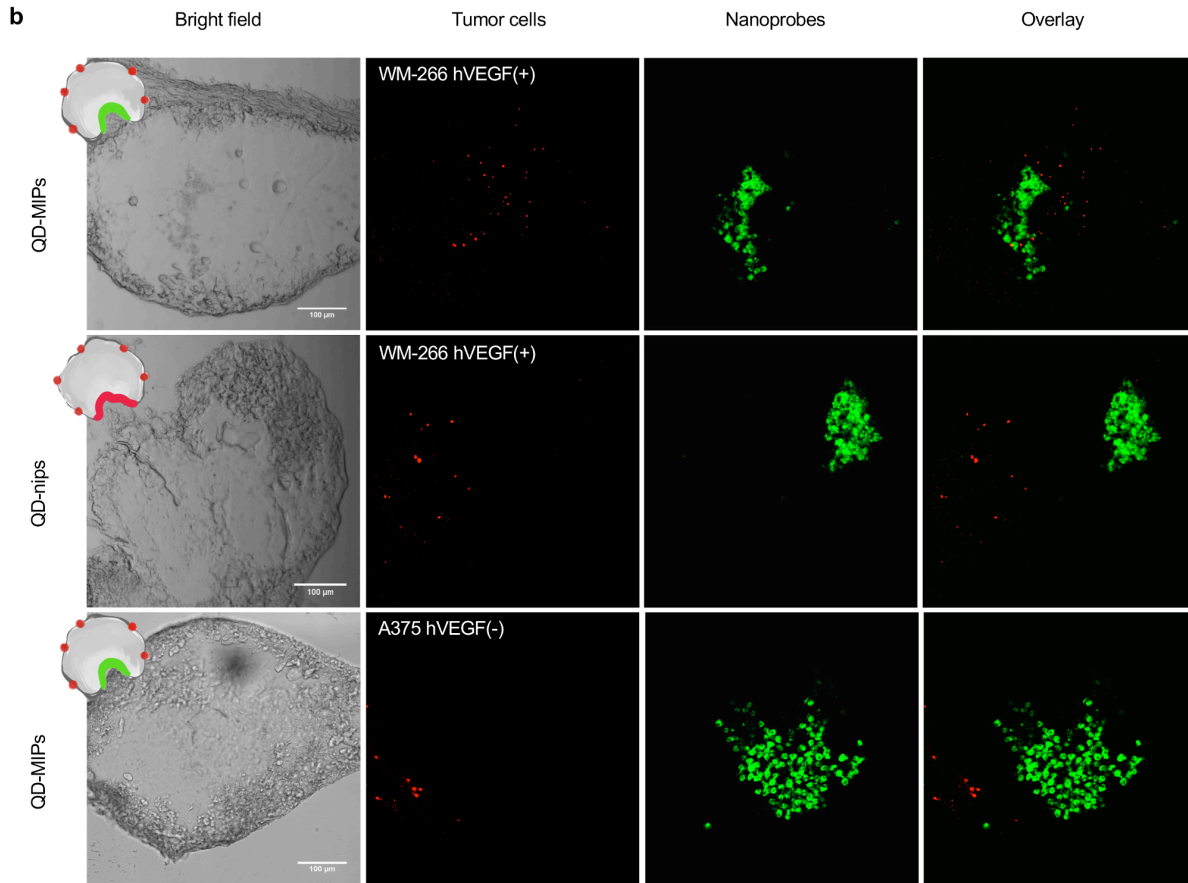 b
Bright field Tumor cells Nanoprobes Overlay
QD-MIPs
WM-266 hVEGF(+)
100 µm
QD-nips
WM-266 hVEGF(+)
100 µm
QD-MIPs
A375 hVEGF(-)
100 µm